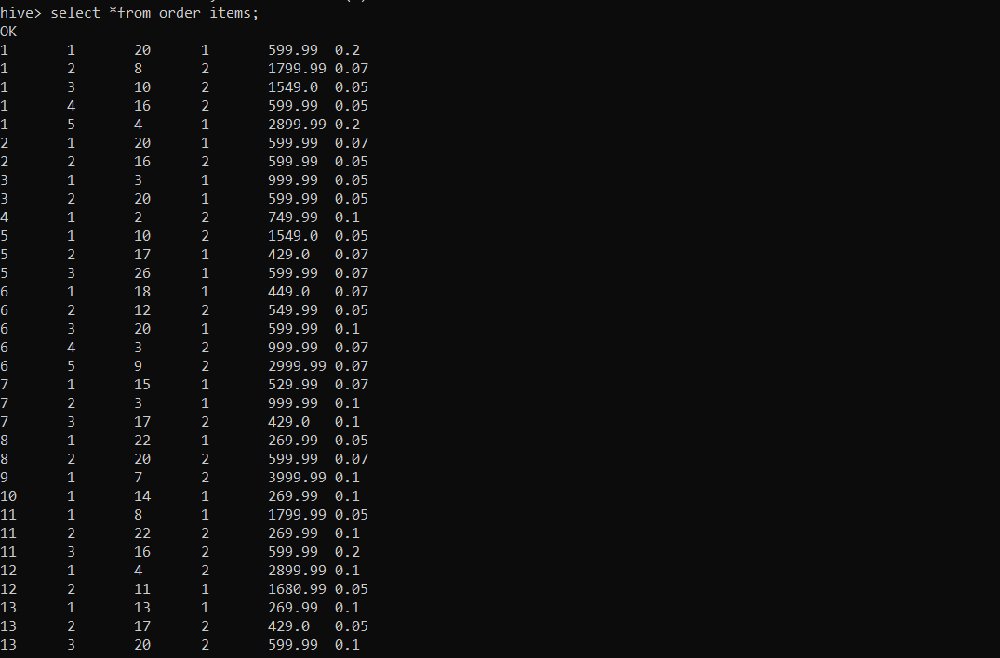 hive> select *from order_items;
OK
1	1	20	1	599.99	0.2
1	2	8	2	1799.99	0.07
1	3	10	2	1549.0	0.05
1	4	16	2	599.99	0.05
1	5	4	1	2899.99	0.2
2	1	20	1	599.99	0.07
2	2	16	2	599.99	0.05
3	1	3	1	999.99	0.05
3	2	20	1	599.99	0.05
4	1	2	2	749.99	0.1
5	1	10	2	1549.0	0.05
5	2	17	1	429.0	0.07
5	3	26	1	599.99	0.07
6	1	18	1	449.0	0.07
6	2	12	2	549.99	0.05
6	3	20	1	599.99	0.1
6	4	3	2	999.99	0.07
6	5	9	2	2999.99	0.07
7	1	15	1	529.99	0.07
7	2	3	1	999.99	0.1
7	3	17	2	429.0	0.1
8	1	22	1	269.99	0.05
8	2	20	2	599.99	0.07
9	1	7	2	3999.99	0.1
10	1	14	1	269.99	0.1
11	1	8	1	1799.99	0.05
11	2	22	2	269.99	0.1
11	3	16	2	599.99	0.2
12	1	4	2	2899.99	0.1
12	2	11	1	1680.99	0.05
13	1	13	1	269.99	0.1
13	2	17	2	429.0	0.05
13	3	20	2	599.99	0.1